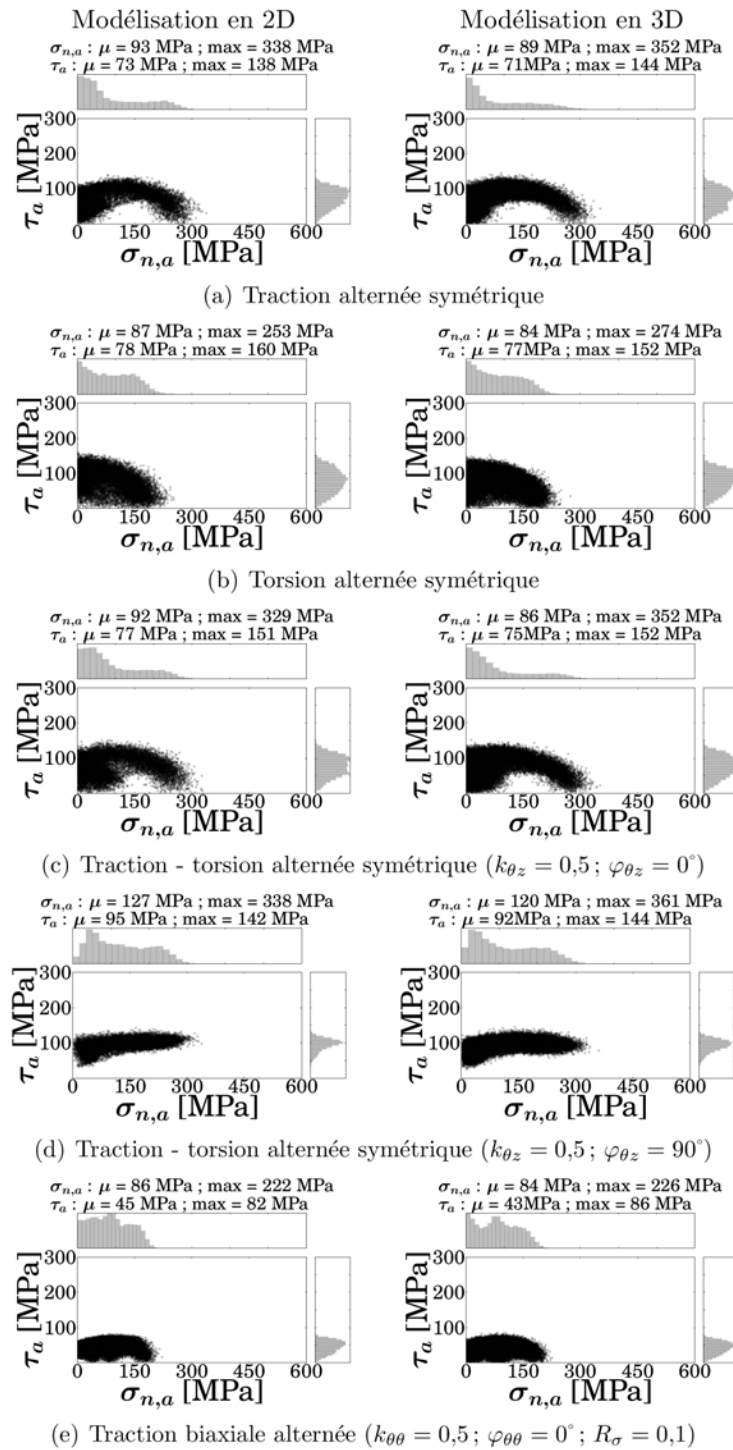 Modélisation en 2D Modélisation en 3D
σn,a : μ = 93 MPa ; max = 338 MPa
τa : μ = 73 MPa ; max = 138 MPa
σn,a : μ = 89 MPa ; max = 352 MPa
τa : μ = 71MPa ; max = 144 MPa
τa [MPa]
300
200
100
0 150 300 450 600
σn,a [MPa]
τa [MPa]
300
200
100
0 150 300 450 600
σn,a [MPa]
(a) Traction alternée symétrique
σn,a : μ = 87 MPa ; max = 253 MPa
τa : μ = 78 MPa ; max = 160 MPa
σn,a : μ = 84 MPa ; max = 274 MPa
τa : μ = 77MPa ; max = 152 MPa
τa [MPa]
300
200
100
0 150 300 450 600
σn,a [MPa]
τa [MPa]
300
200
100
0 150 300 450 600
σn,a [MPa]
(b) Torsion alternée symétrique
σn,a : μ = 92 MPa ; max = 329 MPa
τa : μ = 77 MPa ; max = 151 MPa
σn,a : μ = 86 MPa ; max = 352 MPa
τa : μ = 75MPa ; max = 152 MPa
τa [MPa]
300
200
100
0 150 300 450 600
σn,a [MPa]
τa [MPa]
300
200
100
0 150 300 450 600
σn,a [MPa]
(c) Traction - torsion alternée symétrique (kθz = 0,5 ; φθz = 0°)
σn,a : μ = 127 MPa ; max = 338 MPa
τa : μ = 95 MPa ; max = 142 MPa
σn,a : μ = 120 MPa ; max = 361 MPa
τa : μ = 92MPa ; max = 144 MPa
τa [MPa]
300
200
100
0 150 300 450 600
σn,a [MPa]
τa [MPa]
300
200
100
0 150 300 450 600
σn,a [MPa]
(d) Traction - torsion alternée symétrique (kθz = 0,5 ; φθz = 90°)
σn,a : μ = 86 MPa ; max = 222 MPa
τa : μ = 45 MPa ; max = 82 MPa
σn,a : μ = 84 MPa ; max = 226 MPa
τa : μ = 43MPa ; max = 86 MPa
τa [MPa]
300
200
100
0 150 300 450 600
σn,a [MPa]
τa [MPa]
300
200
100
0 150 300 450 600
σn,a [MPa]
(e) Traction biaxiale alternée (kθθ = 0,5 ; φθθ = 0° ; Rσ = 0,1)